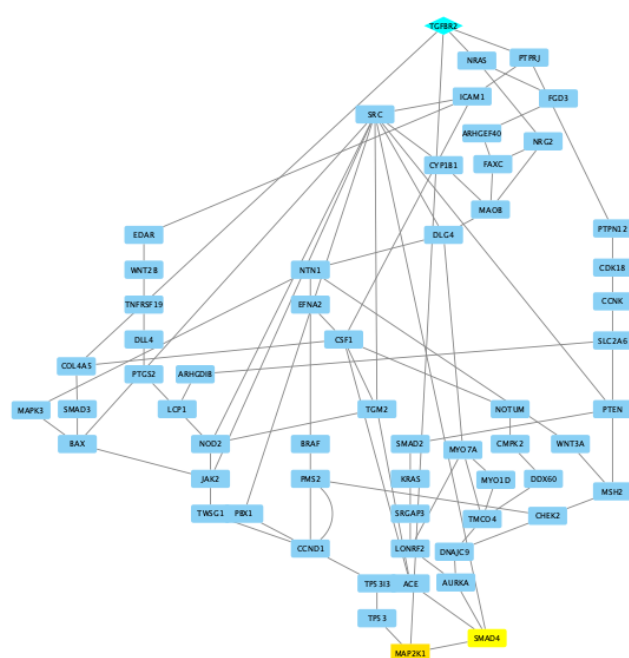 TGFBR2
NRAS
PTPRJ
ICAM1
FGD3
SRC
ARHGEF40
NRG2
CYP1B1
FAXC
MAOB
EDAR
DLG4
PTPN12
WNT2B
NTN1
CDK18
TNFRSF19
EFNA2
CCNK
DLL4
CSF1
SLC2A6
COL4A5
PTGS2
ARHGDIB
MAPK3
SMAD3
LCP1
TGM2
NOTUM
PTEN
BAX
NOD2
BRAF
SMAD2
MYO7A
CMPK2
WNT3A
JAK2
PMS2
KRAS
MYO1D
DDX60
MSH2
TWSG1
PBX1
SRGAP3
TMCO4
CHEK2
CCND1
LONRF2
DNAJC9
TP53I3
ACE
AURKA
TP53
SMAD4
MAP2K1